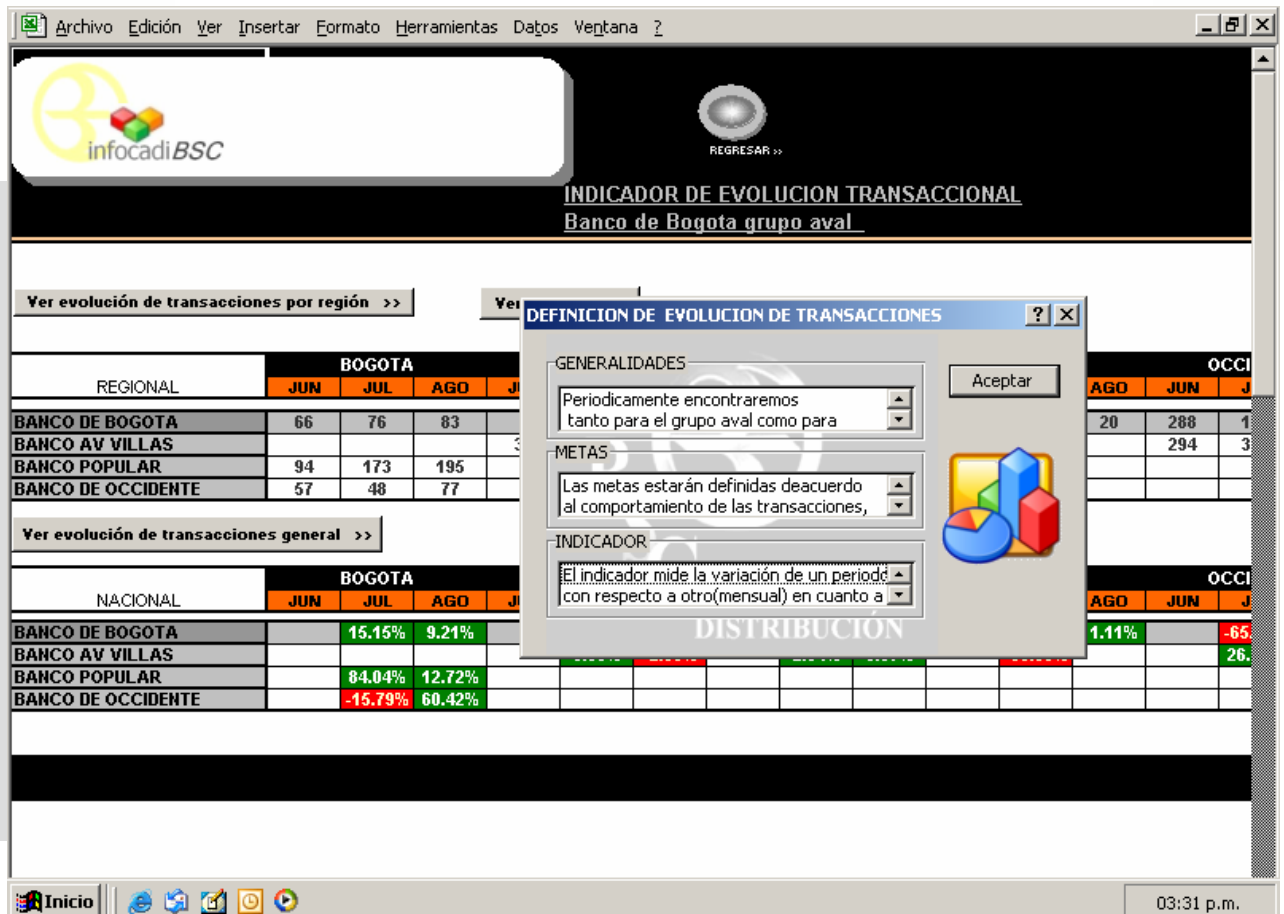 Archivo Edición Ver Insertar Formato Herramientas Datos Ventana ?
infocadiBSC
REGRESAR >>
INDICADOR DE EVOLUCION TRANSACCIONAL
Banco de Bogota grupo aval
Ver evolución de transacciones por región >>
DEFINICION DE EVOLUCION DE TRANSACCIONES
GENERALIDADES
Periodicamente encontraremos
tanto para el grupo aval como para
Aceptar
METAS
Las metas estarán definidas deacuerdo
al comportamiento de las transacciones,
INDICADOR
El indicador mide la variación de un periodo
con respecto a otro(mensual) en cuanto a
DISTRIBUCIÓN
BOGOTA OCCI
REGIONAL JUN JUL AGO AGO JUN
BANCO DE BOGOTA 66 76 83 20 288
BANCO AV VILLAS 294
BANCO POPULAR 94 173 195
BANCO DE OCCIDENTE 57 48 77
Ver evolución de transacciones general >>
BOGOTA OCCI
NACIONAL JUN JUL AGO AGO JUN
BANCO DE BOGOTA 15.15% 9.21% 1.11% -65.
BANCO AV VILLAS 26.
BANCO POPULAR 84.04% 12.72%
BANCO DE OCCIDENTE -15.79% 60.42%
Inicio 03:31 p.m.